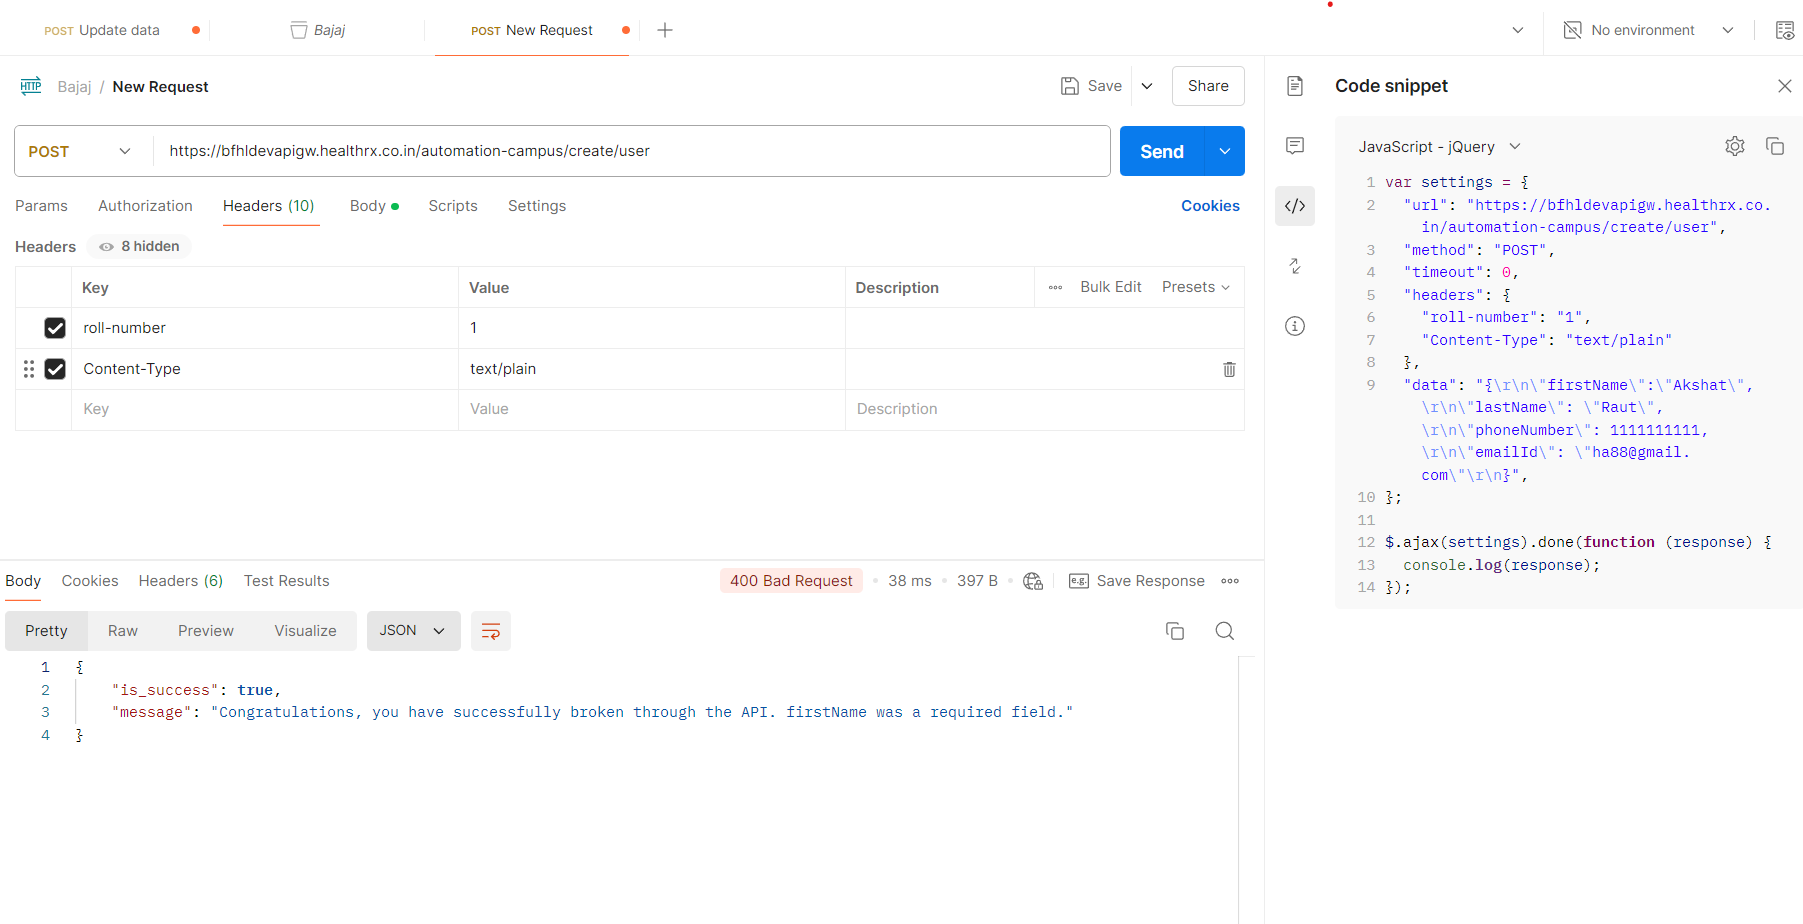 POST Update data
Bajaj
POST New Request
No environment
HTTP Bajaj / New Request
Save
Share
POST
https://bfhldevapigw.healthrx.co.in/automation-campus/create/user
Send
Params Authorization Headers (10) Body Scripts Settings
Cookies
Headers 8 hidden
Key Value Description Bulk Edit Presets
roll-number 1
Content-Type text/plain
Key Value Description
Body Cookies Headers (6) Test Results
400 Bad Request 38 ms 397 B e.g. Save Response
Pretty Raw Preview Visualize JSON
1 {
2 "is_success": true,
3 "message": "Congratulations, you have successfully broken through the API. firstName was a required field."
4 }
Code snippet
JavaScript - jQuery
1 var settings = {
2 "url": "https://bfhldevapigw.healthrx.co.
in/automation-campus/create/user",
3 "method": "POST",
4 "timeout": 0,
5 "headers": {
6 "roll-number": "1",
7 "Content-Type": "text/plain"
8 },
9 "data": "{\r\n\"firstName\":\"Akshat\",
\r\n\"lastName\": \"Raut\",
\r\n\"phoneNumber\": 1111111111,
\r\n\"emailId\": \"ha88@gmail.
com\"\r\n}",
10 };
11
12 $.ajax(settings).done(function (response) {
13 console.log(response);
14 });